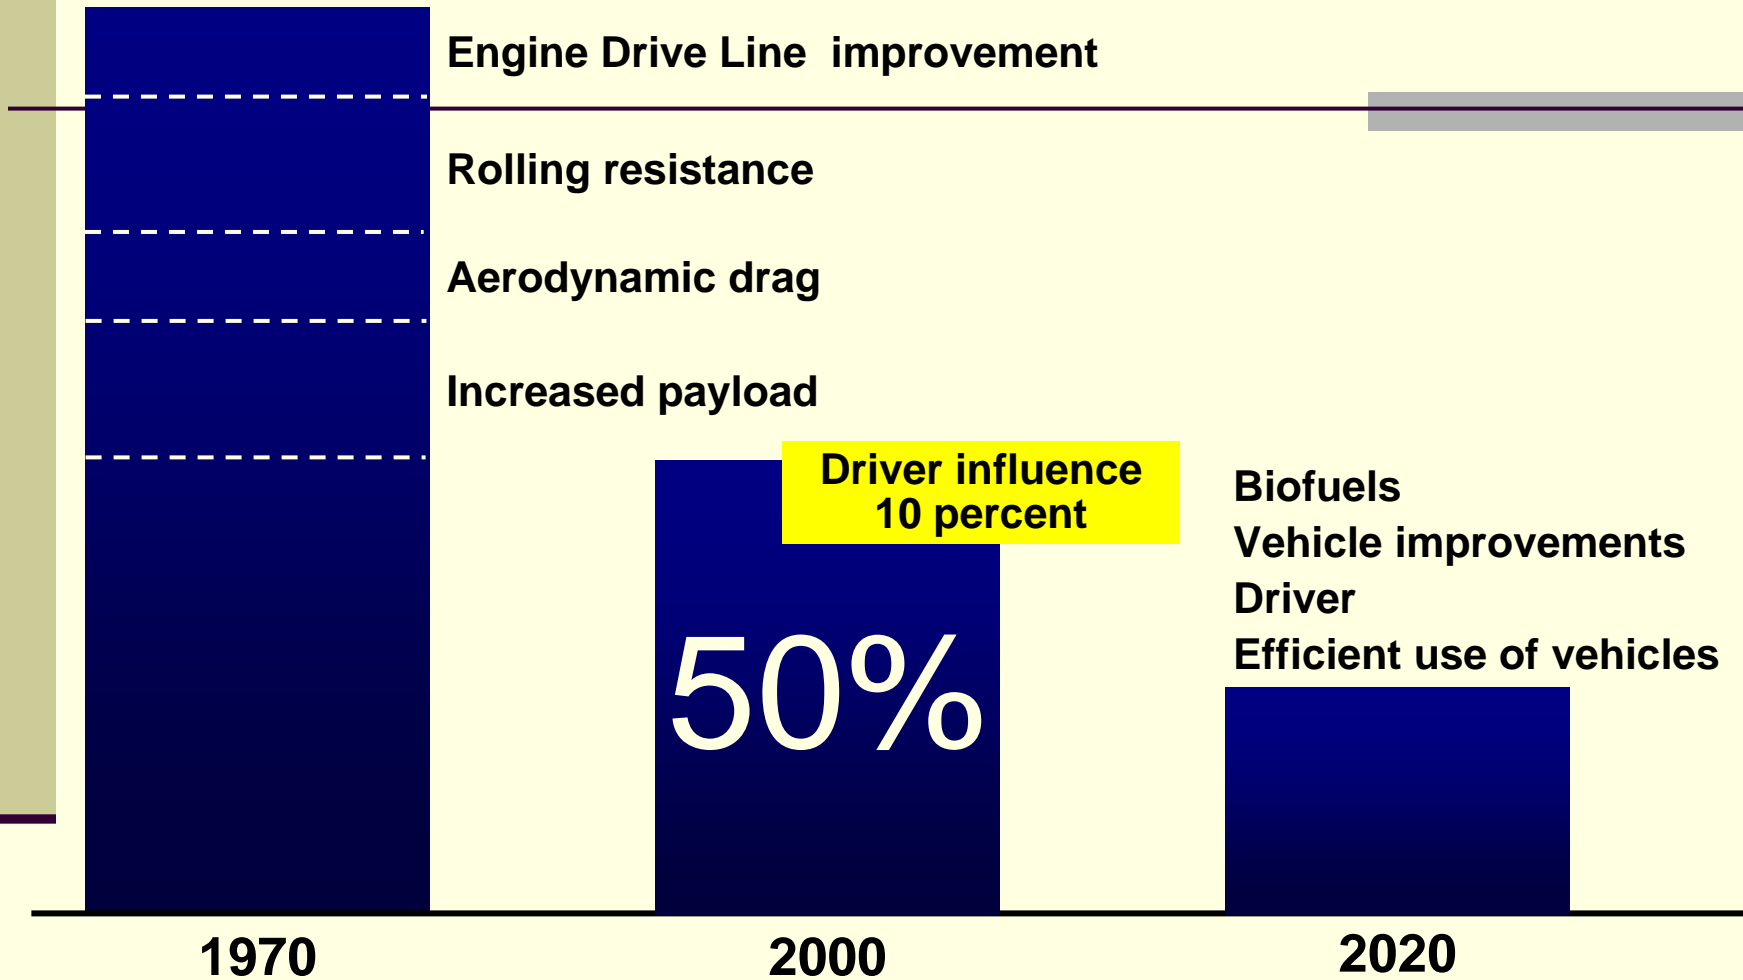 Engine Drive Line  improvement
Rolling resistance
Aerodynamic drag
Increased payload
Driver influence
10 percent
50%
Biofuels
Vehicle improvements
Driver
Efficient use of vehicles
1970
2000
2020